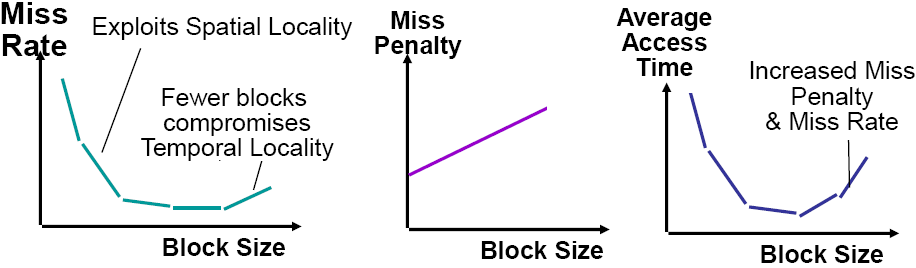 Miss
Rate
Exploits Spatial Locality
Fewer blocks
compromises
Temporal Locality
Block Size
Miss
Penalty
Block Size
Average
Access
Time
Increased Miss
Penalty
& Miss Rate
Block Size